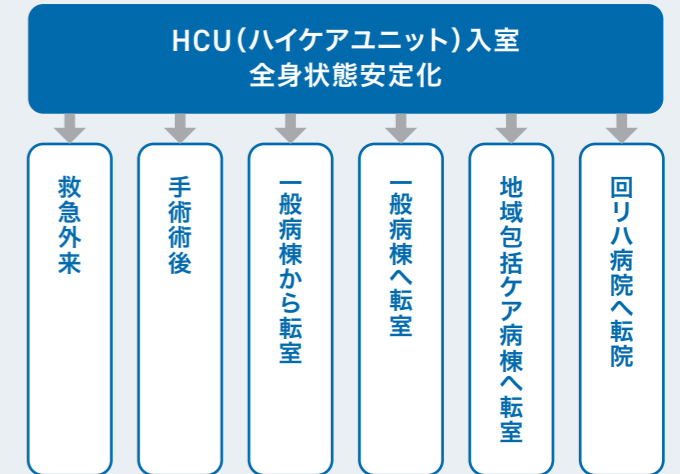 HCU（ハイケアユニット）入室
全身状態安定化
救急外来
手術術後
一般病棟から転室
一般病棟へ転室
地域包括ケア病棟へ転室
回リハ病院へ転院